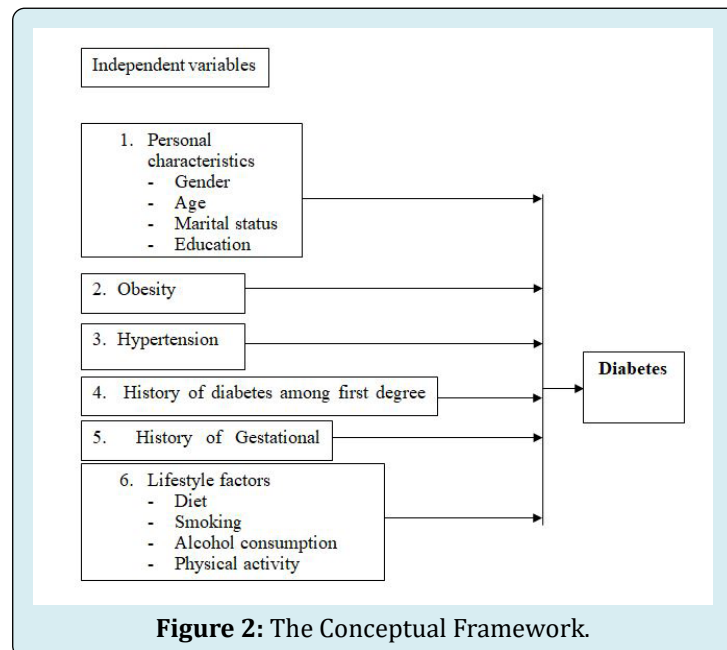 Independent variables
1. Personal
characteristics
- Gender
- Age
- Marital status
- Education
2. Obesity
3. Hypertension
4. History of diabetes among first degree
5. History of Gestational
6. Lifestyle factors
- Diet
- Smoking
- Alcohol consumption
- Physical activity
Diabetes
Figure 2: The Conceptual Framework.